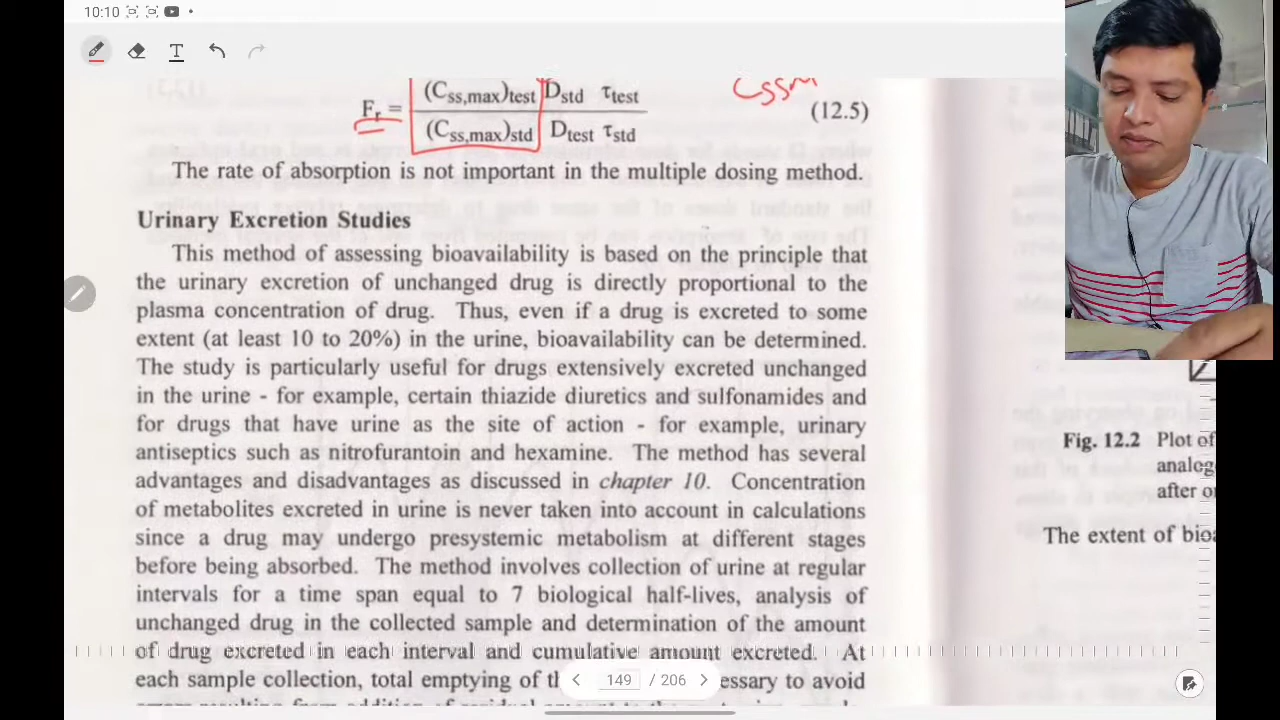 10:10
Cssm
Fr = (Css,max)test Dstd τtest
(Css,max)std Dtest τstd
(12.5)
The rate of absorption is not important in the multiple dosing method.
Urinary Excretion Studies
This method of assessing bioavailability is based on the principle that
the urinary excretion of unchanged drug is directly proportional to the
plasma concentration of drug. Thus, even if a drug is excreted to some
extent (at least 10 to 20%) in the urine, bioavailability can be determined.
The study is particularly useful for drugs extensively excreted unchanged
in the urine - for example, certain thiazide diuretics and sulfonamides and
for drugs that have urine as the site of action - for example, urinary
antiseptics such as nitrofurantoin and hexamine. The method has several
advantages and disadvantages as discussed in chapter 10. Concentration
of metabolites excreted in urine is never taken into account in calculations
since a drug may undergo presystemic metabolism at different stages
before being absorbed. The method involves collection of urine at regular
intervals for a time span equal to 7 biological half-lives, analysis of
unchanged drug in the collected sample and determination of the amount
of drug excreted in each interval and cumulative amount excreted. At
each sample collection, total emptying of th essary to avoid
149 / 206
Fig. 12.2 Plot of
analog
after o
The extent of bioa
T